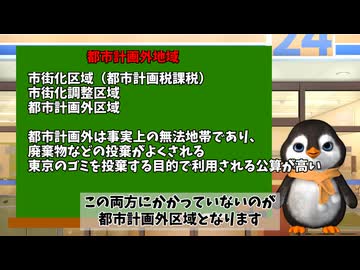 24
都市計画外地域
市街化区域（都市計画税課税）
市街化調整区域
都市計画外区域
都市計画外は事実上の無法地帯であり、
廃棄物などの投棄がよくされる
東京のゴミを投棄する目的で利用される公算が高い
この両方にかかっていないのが
都市計画外区域となります